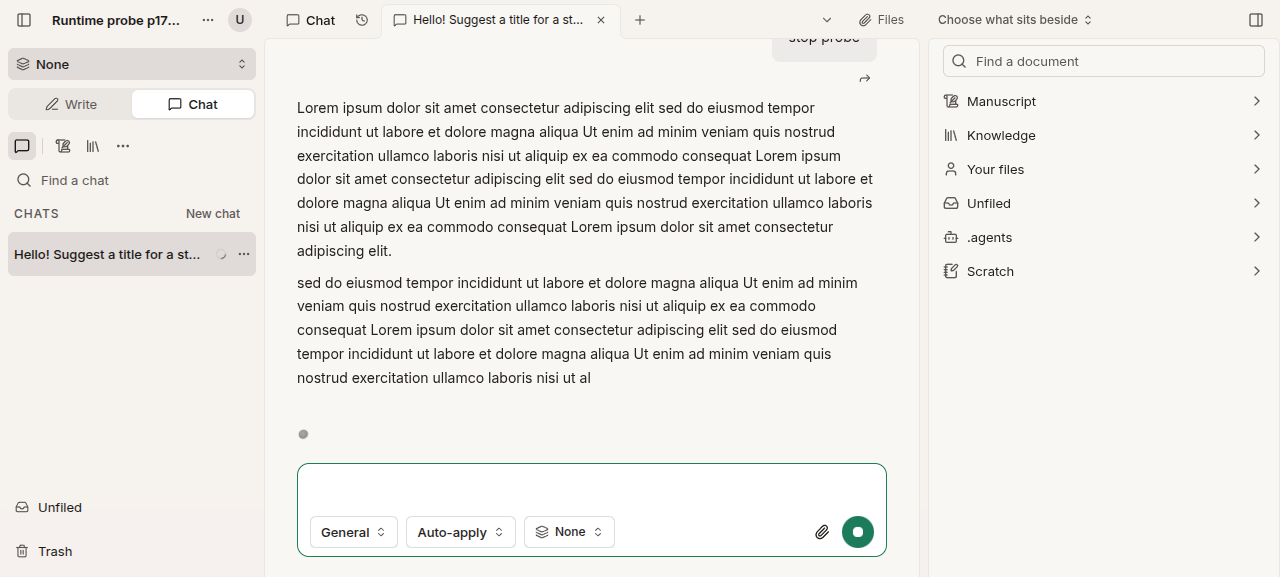 Runtime probe p17...
U
Chat
Hello! Suggest a title for a st...
Files
Choose what sits beside
None
Write
Chat
Find a chat
CHATS
New chat
Hello! Suggest a title for a st...
Unfiled
Trash
stop probe
Lorem ipsum dolor sit amet consectetur adipiscing elit sed do eiusmod tempor
incididunt ut labore et dolore magna aliqua Ut enim ad minim veniam quis nostrud
exercitation ullamco laboris nisi ut aliquip ex ea commodo consequat Lorem ipsum
dolor sit amet consectetur adipiscing elit sed do eiusmod tempor incididunt ut labore et
dolore magna aliqua Ut enim ad minim veniam quis nostrud exercitation ullamco laboris
nisi ut aliquip ex ea commodo consequat Lorem ipsum dolor sit amet consectetur
adipiscing elit.
sed do eiusmod tempor incididunt ut labore et dolore magna aliqua Ut enim ad minim
veniam quis nostrud exercitation ullamco laboris nisi ut aliquip ex ea commodo
consequat Lorem ipsum dolor sit amet consectetur adipiscing elit sed do eiusmod
tempor incididunt ut labore et dolore magna aliqua Ut enim ad minim veniam quis
nostrud exercitation ullamco laboris nisi ut al
General
Auto-apply
None
Find a document
Manuscript
Knowledge
Your files
Unfiled
.agents
Scratch